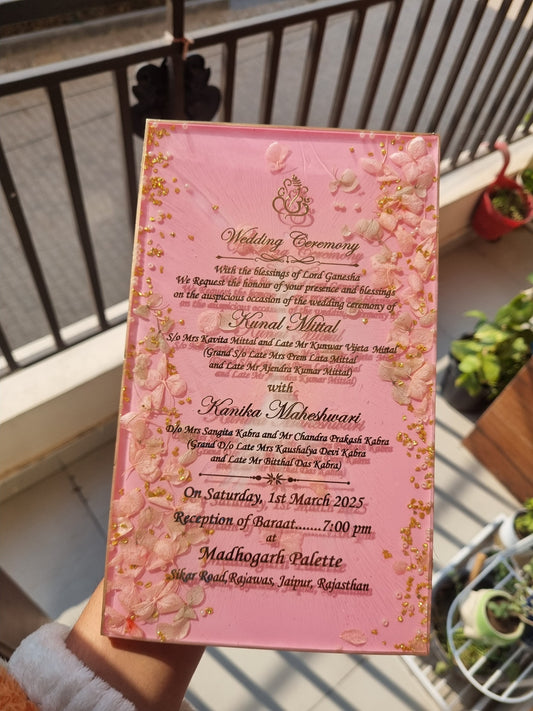 Wedding Ceremony
With the blessings of Lord Ganesha
We Request the honour of your presence and blessings
on the auspicious occasion of the wedding ceremony of
Kunal Mittal
S/o Mrs Kavita Mittal and Late Mr Kunwar Vijeta Mittal
(Grand S/o Late Mrs Prem Lata Mittal
and Late Mr Ajendra Kumar Mittal)
with
Kanika Maheshwari
D/o Mrs Sangita Kabra and Mr Chandra Prakash Kabra
(Grand D/o Late Mrs Kaushalya Devi Kabra
and Late Mr Birthal Das Kabra)
On Saturday, 1st March 2025
Reception of Baraat.......7:00 pm
at
Madhogarh Palette
Sikar Road,Rajawas, Jaipur, Rajasthan